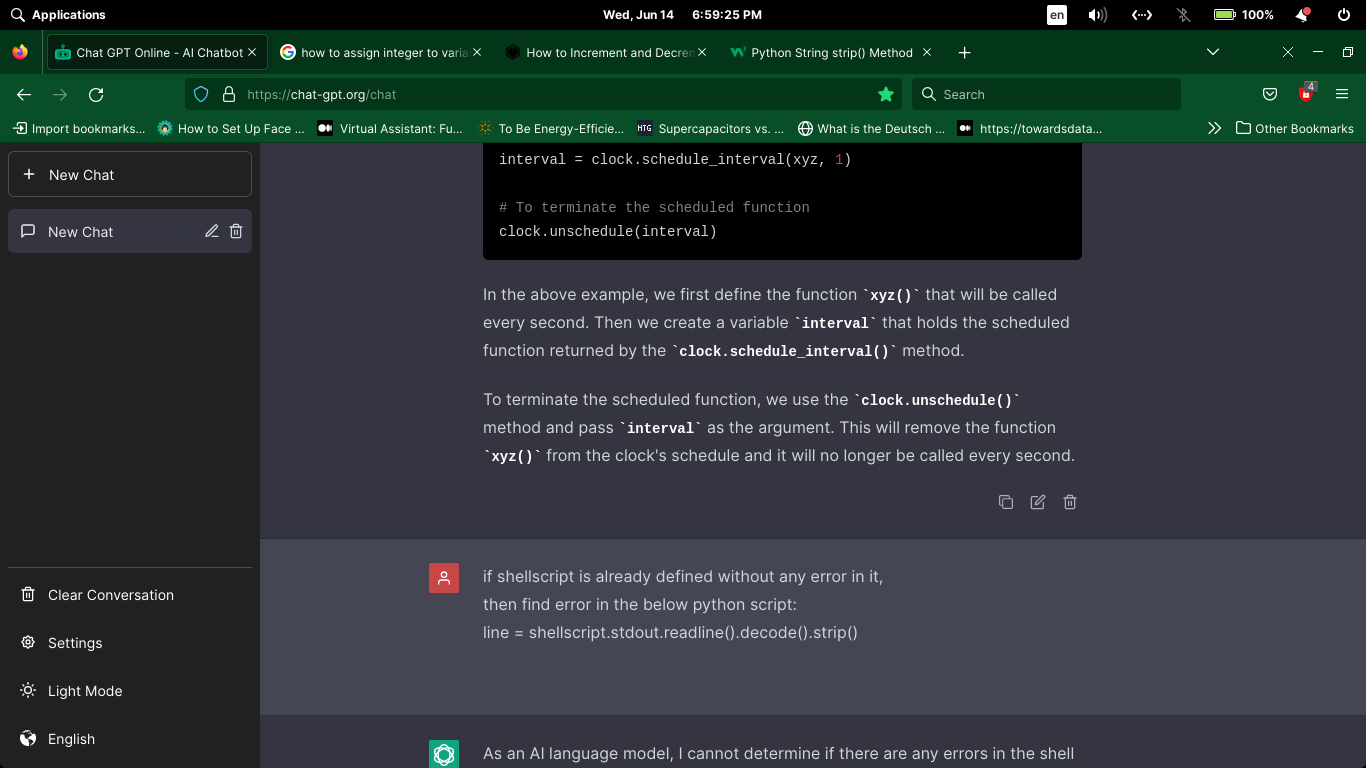 Applications
Wed, Jun 14 6:59:25 PM
en
100%
Chat GPT Online - AI Chatbot
how to assign integer to varia
How to Increment and Decren
Python String strip() Method
https://chat-gpt.org/chat
Search
4
Import bookmarks...
How to Set Up Face ...
Virtual Assistant: Fu...
To Be Energy-Efficie...
HTG
Supercapacitors vs. ...
What is the Deutsch ...
https://towardsdata...
Other Bookmarks
New Chat
New Chat
Clear Conversation
Settings
Light Mode
English
interval = clock.schedule_interval(xyz, 1)
# To terminate the scheduled function
clock.unschedule(interval)
In the above example, we first define the function `xyz()` that will be called
every second. Then we create a variable `interval` that holds the scheduled
function returned by the `clock.schedule_interval()` method.
To terminate the scheduled function, we use the `clock.unschedule()`
method and pass `interval` as the argument. This will remove the function
`xyz()` from the clock's schedule and it will no longer be called every second.
if shellscript is already defined without any error in it,
then find error in the below python script:
line = shellscript.stdout.readline().decode().strip()
As an AI language model, I cannot determine if there are any errors in the shell